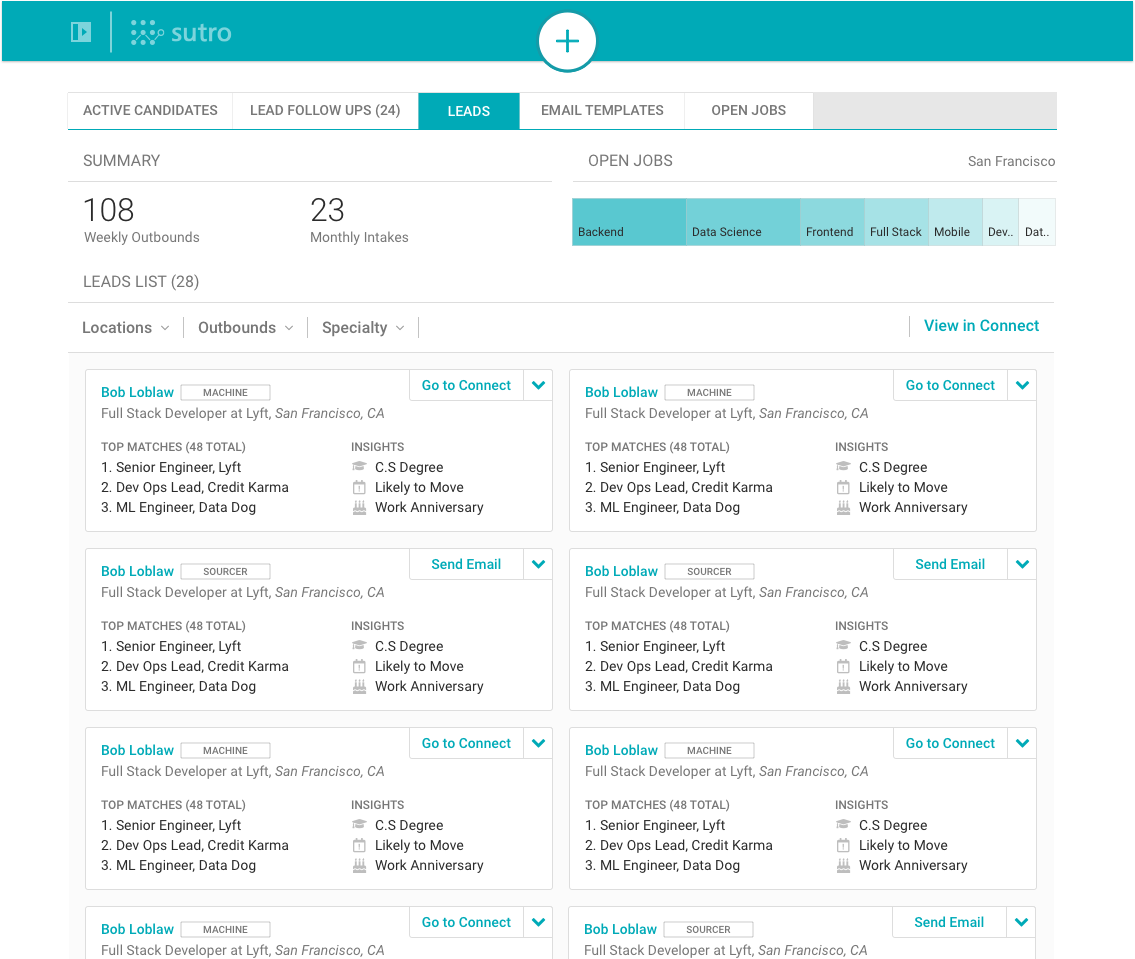 sutro
ACTIVE CANDIDATES LEAD FOLLOW UPS (24) LEADS EMAIL TEMPLATES OPEN JOBS
SUMMARY
108 23
Weekly Outbounds Monthly Intakes
OPEN JOBS San Francisco
Backend Data Science Frontend Full Stack Mobile Dev.. Dat..
LEADS LIST (28)
Locations Outbounds Specialty View in Connect
Bob Loblaw MACHINE Go to Connect
Full Stack Developer at Lyft, San Francisco, CA
TOP MATCHES (48 TOTAL) INSIGHTS
1. Senior Engineer, Lyft C.S Degree
2. Dev Ops Lead, Credit Karma Likely to Move
3. ML Engineer, Data Dog Work Anniversary
Bob Loblaw MACHINE Go to Connect
Full Stack Developer at Lyft, San Francisco, CA
TOP MATCHES (48 TOTAL) INSIGHTS
1. Senior Engineer, Lyft C.S Degree
2. Dev Ops Lead, Credit Karma Likely to Move
3. ML Engineer, Data Dog Work Anniversary
Bob Loblaw SOURCER Send Email
Full Stack Developer at Lyft, San Francisco, CA
TOP MATCHES (48 TOTAL) INSIGHTS
1. Senior Engineer, Lyft C.S Degree
2. Dev Ops Lead, Credit Karma Likely to Move
3. ML Engineer, Data Dog Work Anniversary
Bob Loblaw SOURCER Send Email
Full Stack Developer at Lyft, San Francisco, CA
TOP MATCHES (48 TOTAL) INSIGHTS
1. Senior Engineer, Lyft C.S Degree
2. Dev Ops Lead, Credit Karma Likely to Move
3. ML Engineer, Data Dog Work Anniversary
Bob Loblaw MACHINE Go to Connect
Full Stack Developer at Lyft, San Francisco, CA
TOP MATCHES (48 TOTAL) INSIGHTS
1. Senior Engineer, Lyft C.S Degree
2. Dev Ops Lead, Credit Karma Likely to Move
3. ML Engineer, Data Dog Work Anniversary
Bob Loblaw MACHINE Go to Connect
Full Stack Developer at Lyft, San Francisco, CA
TOP MATCHES (48 TOTAL) INSIGHTS
1. Senior Engineer, Lyft C.S Degree
2. Dev Ops Lead, Credit Karma Likely to Move
3. ML Engineer, Data Dog Work Anniversary
Bob Loblaw MACHINE Go to Connect
Full Stack Developer at Lyft, San Francisco, CA
Bob Loblaw SOURCER Send Email
Full Stack Developer at Lyft, San Francisco, CA